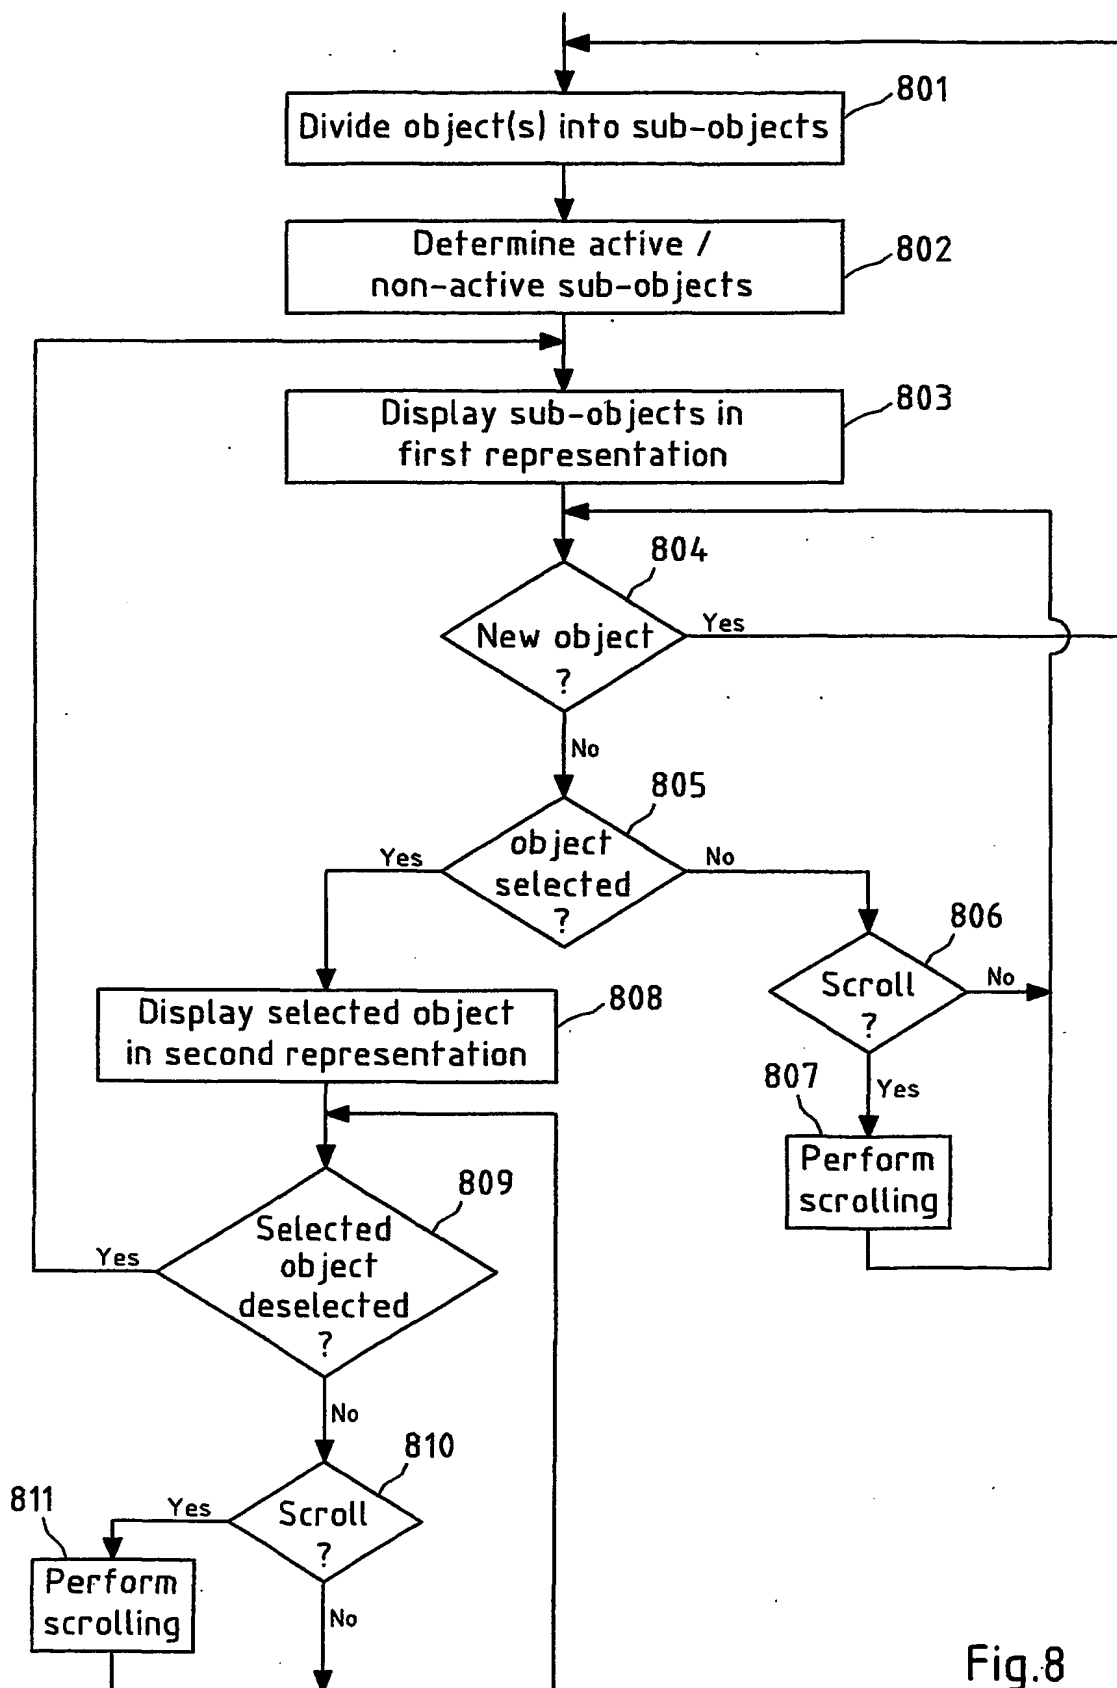 801
Divide object(s) into sub-objects
Determine active /
non-active sub-objects
802
Display sub-objects in
first representation
803
804
New object
?
Yes
No
805
object
selected
?
Yes
No
806
Scroll
?
No
Yes
807
Perform
scrolling
Display selected object
in second representation
808
809
Selected
object
deselected
?
Yes
No
810
Scroll
?
Yes
No
811
Perform
scrolling
Fig.8